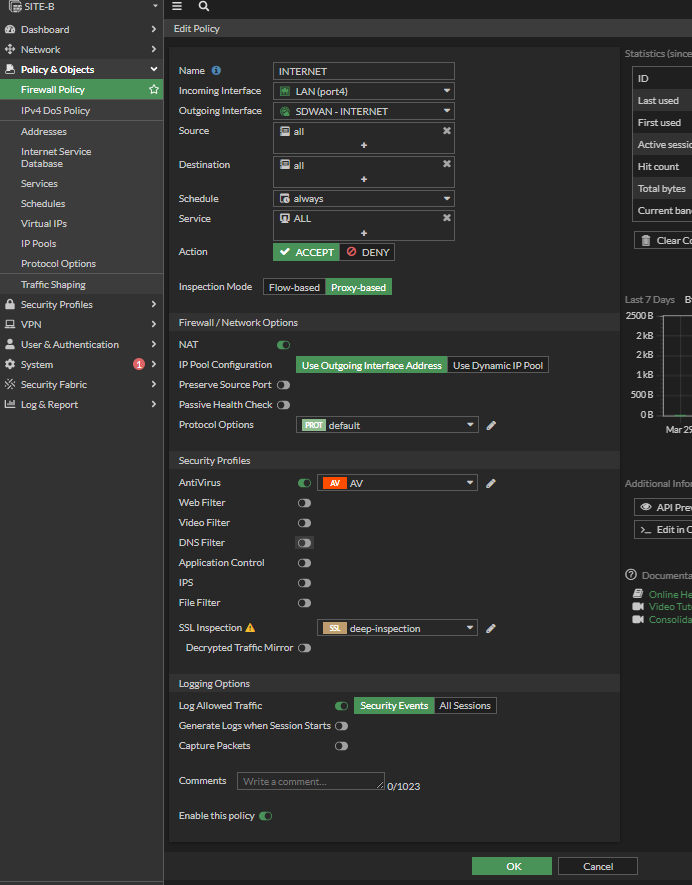 SITE-B
Dashboard
Network
Policy & Objects
Firewall Policy
IPv4 DoS Policy
Addresses
Internet Service
Database
Services
Schedules
Virtual IPs
IP Pools
Protocol Options
Traffic Shaping
Security Profiles
VPN
User & Authentication
System 1
Security Fabric
Log & Report
Edit Policy
Name INTERNET
Incoming Interface LAN (port4)
Outgoing Interface SDWAN - INTERNET
Source all
+
Destination all
+
Schedule always
Service ALL
+
Action ACCEPT DENY
Inspection Mode Flow-based Proxy-based
Firewall / Network Options
NAT
IP Pool Configuration Use Outgoing Interface Address Use Dynamic IP Pool
Preserve Source Port
Passive Health Check
Protocol Options PROT default
Security Profiles
AntiVirus AV AV
Web Filter
Video Filter
DNS Filter
Application Control
IPS
File Filter
SSL Inspection SSL deep-inspection
Decrypted Traffic Mirror
Logging Options
Log Allowed Traffic Security Events All Sessions
Generate Logs when Session Starts
Capture Packets
Comments Write a comment... 0/1023
Enable this policy
OK Cancel
Statistics (since
ID
Last used
First used
Active sessi
Hit count
Total bytes
Current ban
Clear Co
Last 7 Days B
2500 B
2 kB
2 kB
1 kB
500 B
0 B
Mar 29
Additional Infor
API Prev
>_ Edit in C
Documenta
Online He
Video Tut
Consolida